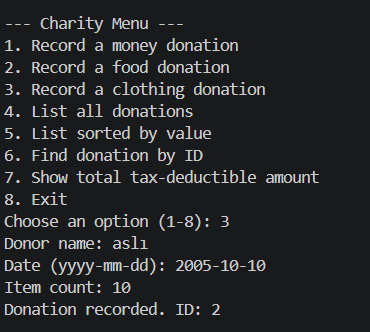 --- Charity Menu ---
1. Record a money donation
2. Record a food donation
3. Record a clothing donation
4. List all donations
5. List sorted by value
6. Find donation by ID
7. Show total tax-deductible amount
8. Exit
Choose an option (1-8): 3
Donor name: aslı
Date (yyyy-mm-dd): 2005-10-10
Item count: 10
Donation recorded. ID: 2